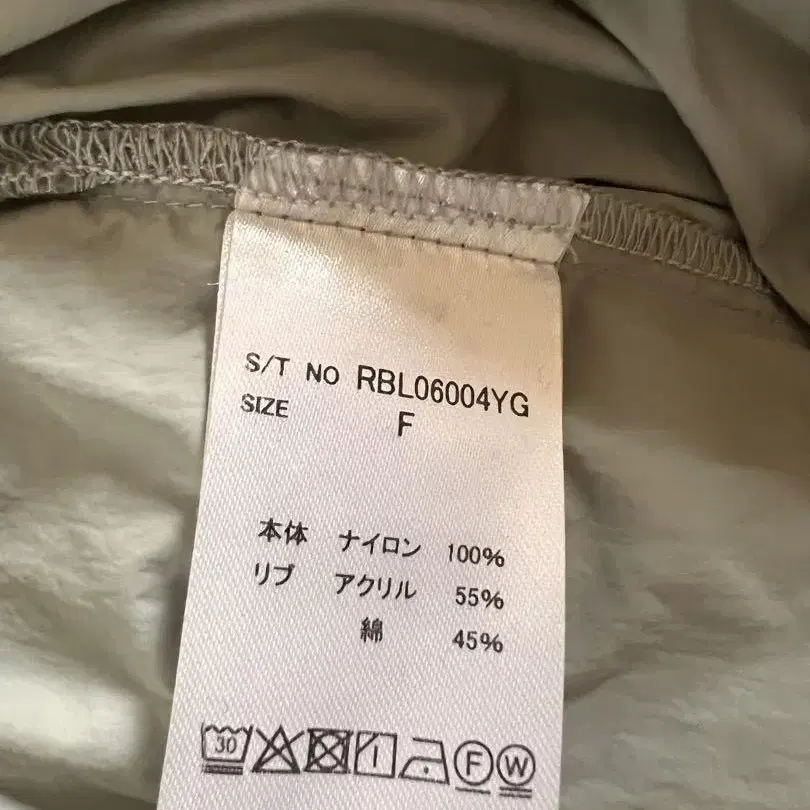 S/T NO RBL06004YG
SIZE F
本体 ナイロン 100%
リブ アクリル 55%
綿 45%
30 F W